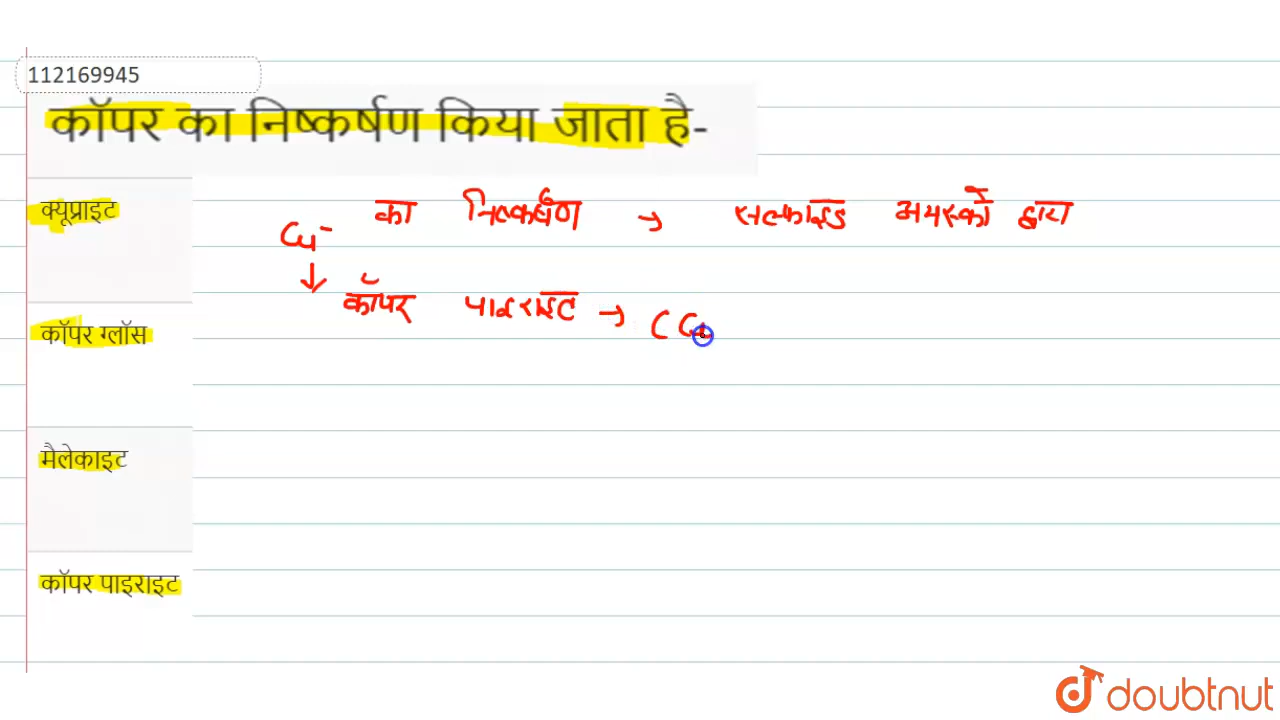 112169945
कॉपर का निष्कर्षण किया जाता है-
क्यूप्राइट
Cu का निष्कर्षण → सल्फाइड अयस्कों द्वारा
↓
कॉपर पाइराइट → ( Cu
कॉपर ग्लॉस
मैलेकाइट
कॉपर पाइराइट
doubtnut